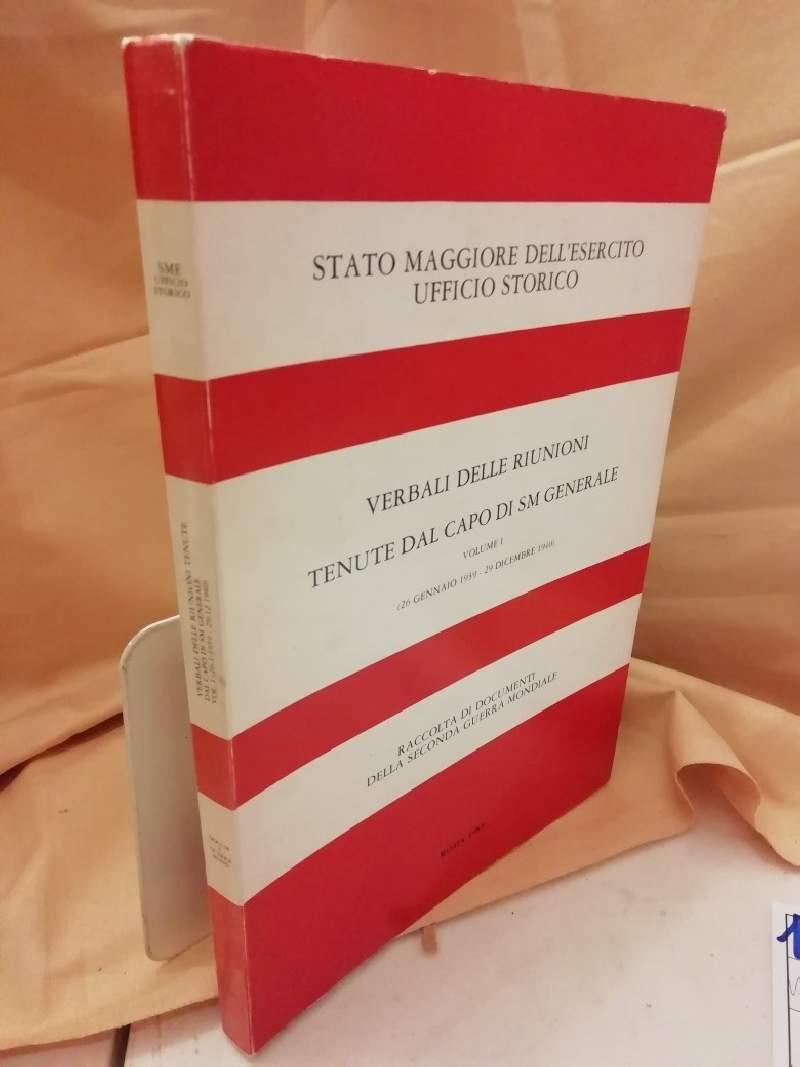 STATO MAGGIORE DELL'ESERCITO
UFFICIO STORICO
VERBALI DELLE RIUNIONI
TENUTE DAL CAPO DI SM GENERALE
VOLUME I
(26 GENNAIO 1939 - 29 DICEMBRE 1940)
RACCOLTA DI DOCUMENTI
DELLA SECONDA GUERRA MONDIALE
SME
UFFICIO
STORICO
VERBALI DELLE RIUNIONI TENUTE
DAL CAPO DI SM GENERALE